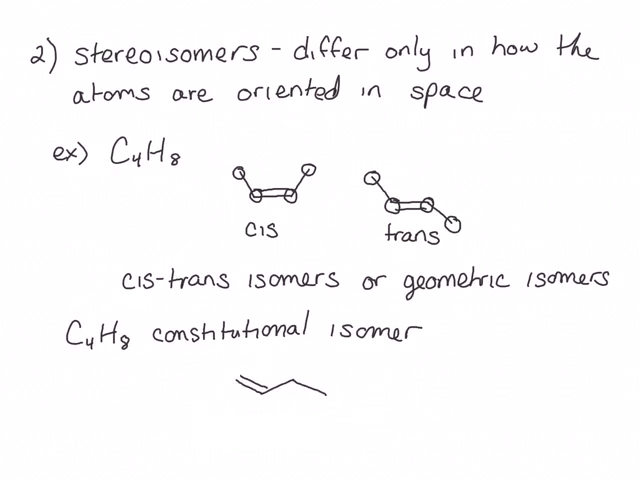 2) stereoisomers - differ only in how the
atoms are oriented in space
ex) C₄H₈
cis trans
cis-trans isomers or geometric isomers
C₄H₈ constitutional isomer